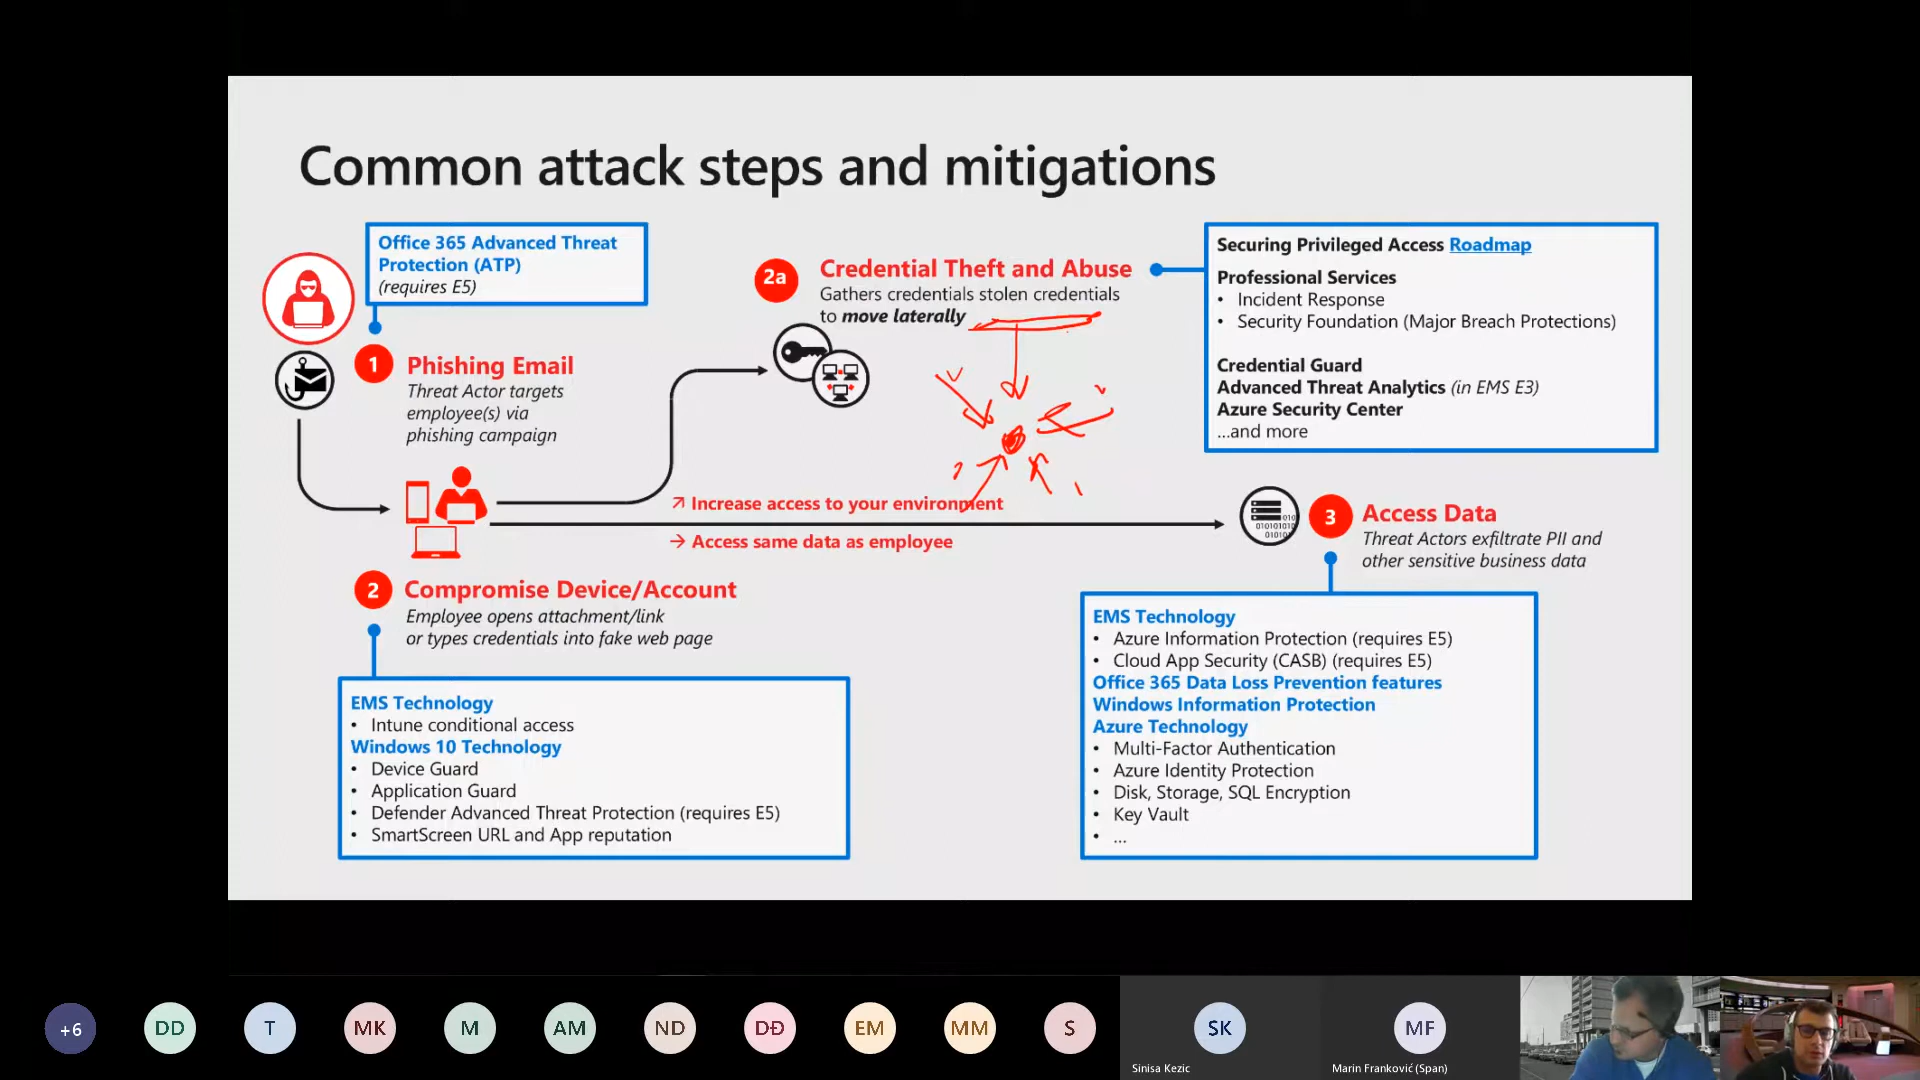 Common attack steps and mitigations
Office 365 Advanced Threat
Protection (ATP)
(requires E5)
1
Phishing Email
Threat Actor targets
employee(s) via
phishing campaign
2a
Credential Theft and Abuse
Gathers credentials stolen credentials
to move laterally
Securing Privileged Access Roadmap
Professional Services
• Incident Response
• Security Foundation (Major Breach Protections)
Credential Guard
Advanced Threat Analytics (in EMS E3)
Azure Security Center
...and more
↗ Increase access to your environment
→ Access same data as employee
2
Compromise Device/Account
Employee opens attachment/link
or types credentials into fake web page
EMS Technology
• Intune conditional access
Windows 10 Technology
• Device Guard
• Application Guard
• Defender Advanced Threat Protection (requires E5)
• SmartScreen URL and App reputation
010
01010101
01010
3
Access Data
Threat Actors exfiltrate PII and
other sensitive business data
EMS Technology
• Azure Information Protection (requires E5)
• Cloud App Security (CASB) (requires E5)
Office 365 Data Loss Prevention features
Windows Information Protection
Azure Technology
• Multi-Factor Authentication
• Azure Identity Protection
• Disk, Storage, SQL Encryption
• Key Vault
• ...
+6
DD
T
MK
M
AM
ND
DĐ
EM
MM
S
SK
Sinisa Kezic
MF
Marin Franković (Span)